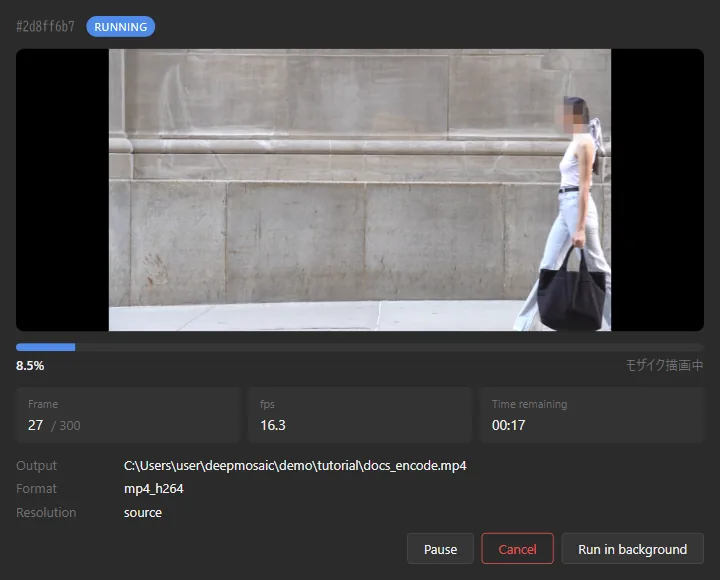 #2d8ff6b7 RUNNING
8.5% モザイク描画中
Frame fps Time remaining
27 / 300 16.3 00:17
Output C:\Users\user\deepmosaic\demo\tutorial\docs_encode.mp4
Format mp4_h264
Resolution source
Pause Cancel Run in background